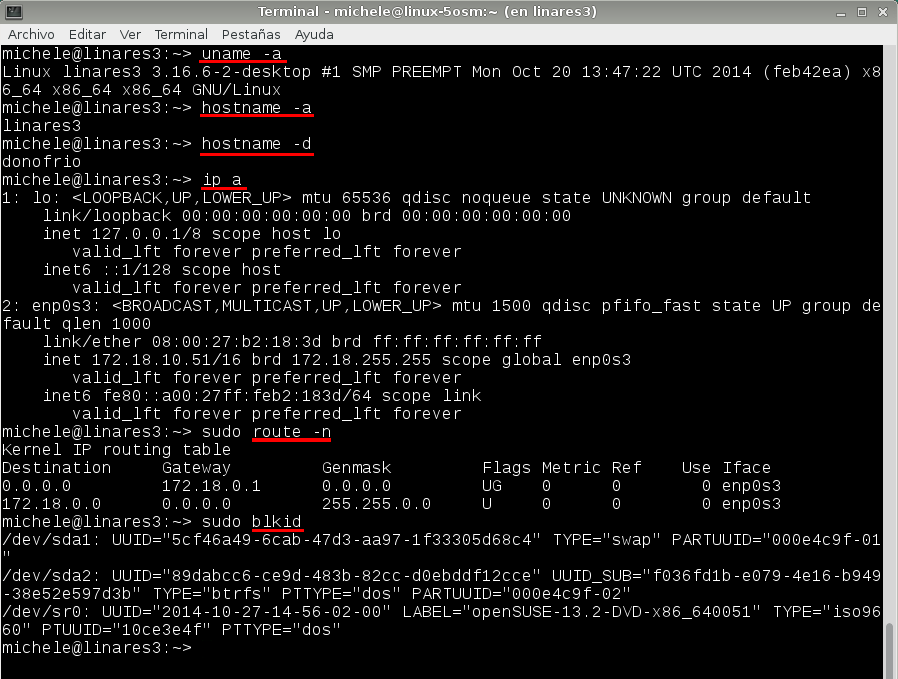 Terminal - michele@linux-5osm:~ (en linares3)
Archivo Editar Ver Terminal Pestañas Ayuda
michele@linares3:~> uname -a
Linux linares3 3.16.6-2-desktop #1 SMP PREEMPT Mon Oct 20 13:47:22 UTC 2014 (feb42ea) x8
6_64 x86_64 x86_64 GNU/Linux
michele@linares3:~> hostname -a
linares3
michele@linares3:~> hostname -d
donofrio
michele@linares3:~> ip a
1: lo: <LOOPBACK,UP,LOWER_UP> mtu 65536 qdisc noqueue state UNKNOWN group default
    link/loopback 00:00:00:00:00:00 brd 00:00:00:00:00:00
    inet 127.0.0.1/8 scope host lo
       valid_lft forever preferred_lft forever
    inet6 ::1/128 scope host
       valid_lft forever preferred_lft forever
2: enp0s3: <BROADCAST,MULTICAST,UP,LOWER_UP> mtu 1500 qdisc pfifo_fast state UP group de
fault qlen 1000
    link/ether 08:00:27:b2:18:3d brd ff:ff:ff:ff:ff:ff
    inet 172.18.10.51/16 brd 172.18.255.255 scope global enp0s3
       valid_lft forever preferred_lft forever
    inet6 fe80::a00:27ff:feb2:183d/64 scope link
       valid_lft forever preferred_lft forever
michele@linares3:~> sudo route -n
Kernel IP routing table
Destination     Gateway         Genmask         Flags Metric Ref    Use Iface
0.0.0.0         172.18.0.1      0.0.0.0         UG    0      0        0 enp0s3
172.18.0.0      0.0.0.0         255.255.0.0     U     0      0        0 enp0s3
michele@linares3:~> sudo blkid
/dev/sda1: UUID="5cf46a49-6cab-47d3-aa97-1f33305d68c4" TYPE="swap" PARTUUID="000e4c9f-01
"
/dev/sda2: UUID="89dabcc6-ce9d-483b-82cc-d0ebddf12cce" UUID_SUB="f036fd1b-e079-4e16-b949
-38e52e597d3b" TYPE="btrfs" PTTYPE="dos" PARTUUID="000e4c9f-02"
/dev/sr0: UUID="2014-10-27-14-56-02-00" LABEL="openSUSE-13.2-DVD-x86_640051" TYPE="iso96
60" PTUUID="10ce3e4f" PTTYPE="dos"
michele@linares3:~>